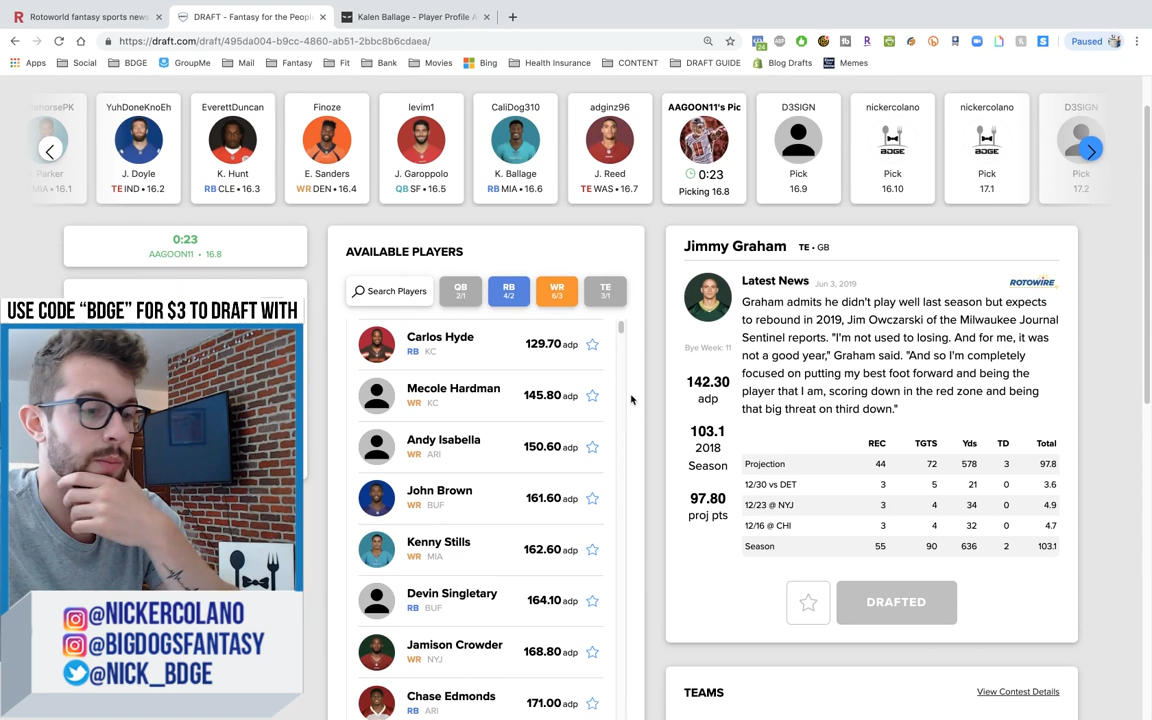 Rotoworld fantasy sports news
DRAFT - Fantasy for the Peopl
Kalen Ballage - Player Profile A
https://draft.com/draft/495da004-b9cc-4860-ab51-2bbc8b6cdaea/
24
Paused
Apps
Social
BDGE
GroupMe
Mail
Fantasy
Fit
Bank
Movies
Bing
Health Insurance
CONTENT
DRAFT GUIDE
Blog Drafts
Memes
YuhDoneKnoEh
EverettDuncan
Finoze
levim1
CaliDog310
adginz96
AAGOON11's Pic
D3SIGN
nickercolano
nickercolano
D3SIGN
BDGE
BDGE
0:23
Parker
J. Doyle
K. Hunt
E. Sanders
J. Garoppolo
K. Ballage
J. Reed
Picking 16.8
Pick
Pick
Pick
Pick
MIA • 16.1
TE IND • 16.2
RB CLE • 16.3
WR DEN • 16.4
QB SF • 16.5
RB MIA • 16.6
TE WAS • 16.7
16.9
16.10
17.1
17.2
0:23
AAGOON11 • 16.8
USE CODE “BDGE” FOR $3 TO DRAFT WITH
@NICKERCOLANO
@BIGDOGSFANTASY
@NICK_BDGE
AVAILABLE PLAYERS
Search Players
QB
2/1
RB
4/2
WR
6/3
TE
3/1
Carlos Hyde
RB KC
129.70 adp
Mecole Hardman
WR KC
145.80 adp
Andy Isabella
WR ARI
150.60 adp
John Brown
WR BUF
161.60 adp
Kenny Stills
WR MIA
162.60 adp
Devin Singletary
RB BUF
164.10 adp
Jamison Crowder
WR NYJ
168.80 adp
Chase Edmonds
RB ARI
171.00 adp
Jimmy Graham TE • GB
Bye Week: 11
142.30
adp
103.1
2018
Season
97.80
proj pts
Latest News Jun 3, 2019
ROTOWIRE
Graham admits he didn't play well last season but expects
to rebound in 2019, Jim Owczarski of the Milwaukee Journal
Sentinel reports. "I'm not used to losing. And for me, it was
not a good year," Graham said. "And so I'm completely
focused on putting my best foot forward and being the
player that I am, scoring down in the red zone and being
that big threat on third down."
REC TGTS Yds TD Total
Projection 44 72 578 3 97.8
12/30 vs DET 3 5 21 0 3.6
12/23 @ NYJ 3 4 34 0 4.9
12/16 @ CHI 3 4 32 0 4.7
Season 55 90 636 2 103.1
DRAFTED
TEAMS
View Contest Details